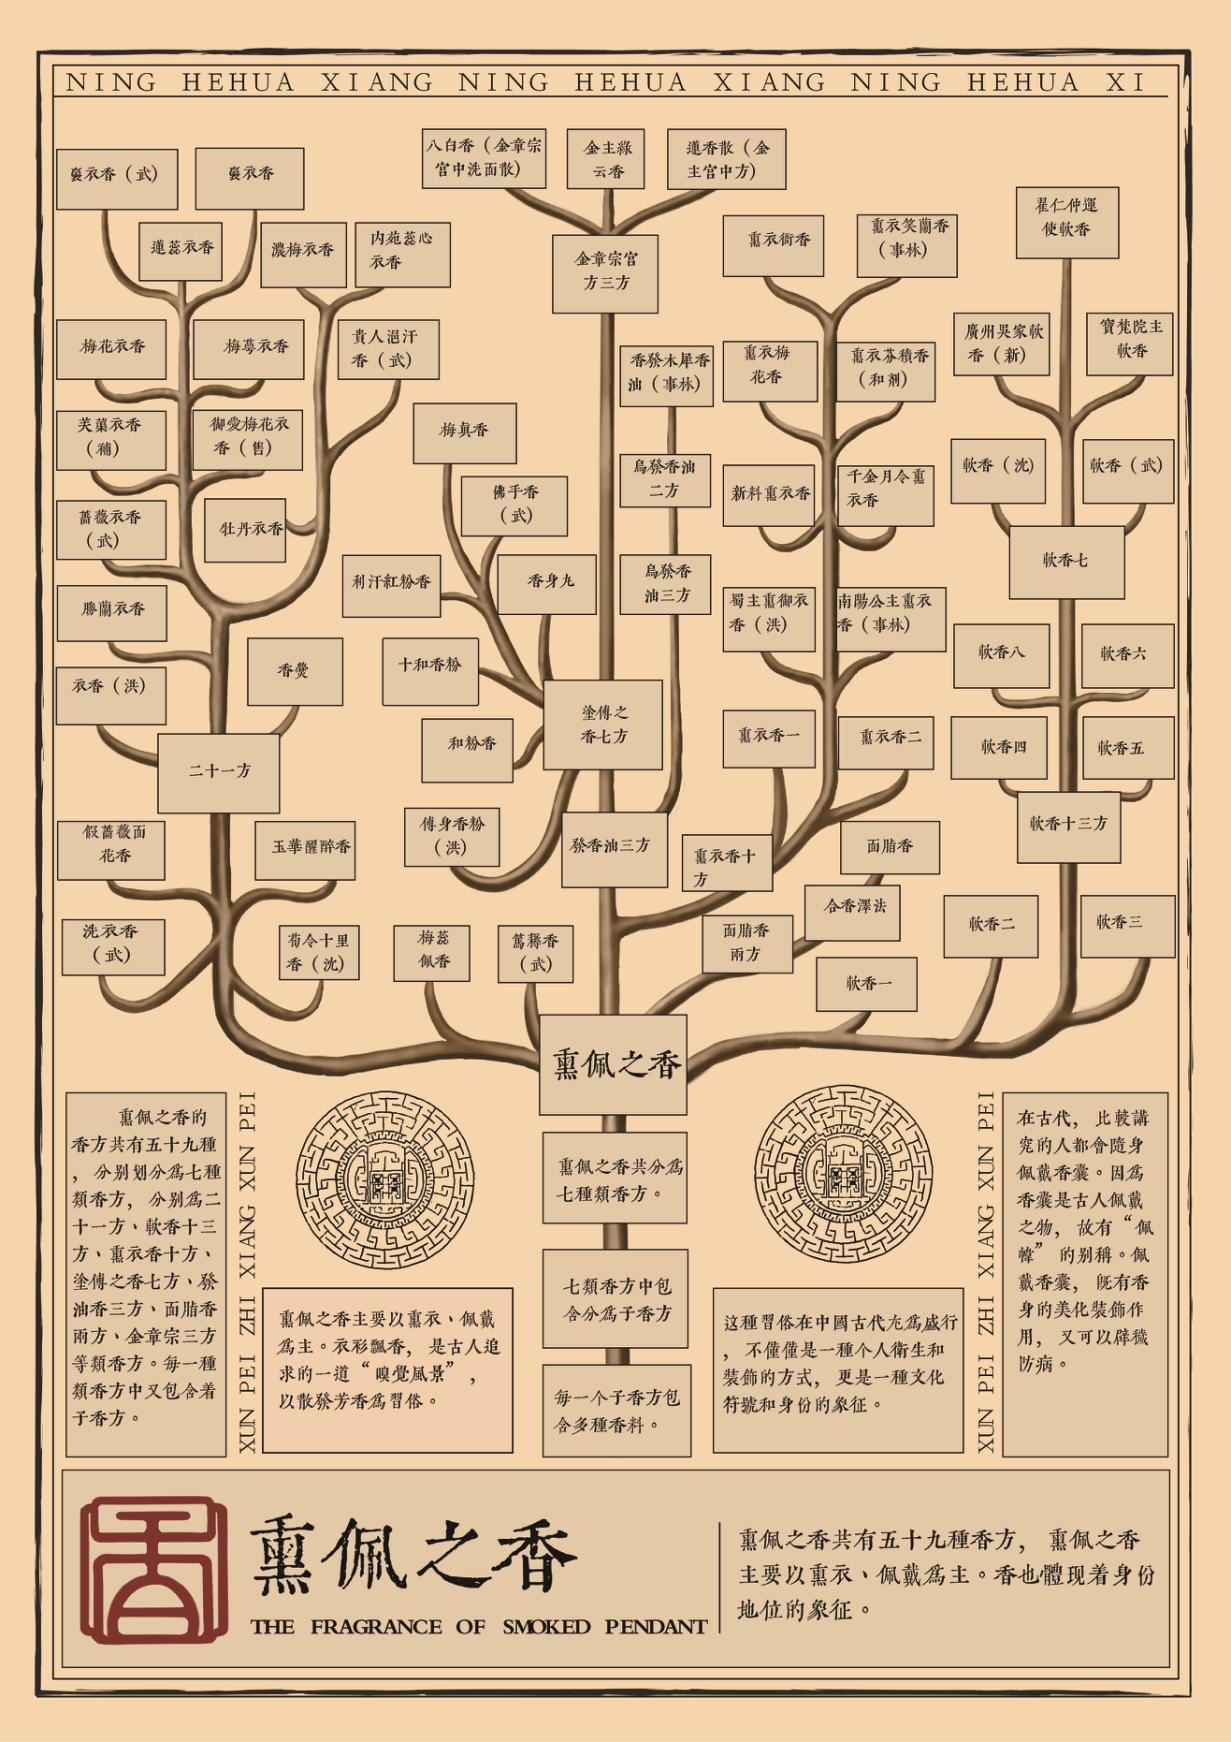 NING HEHUA XIANG NING HEHUA XIANG NING HEHUA XI
八白香（金章宗
官中洗面散）
金主綠
云香
蓮香散（金
主官中方）
裛衣香（武）
裛衣香
蓮蕊衣香
濃梅衣香
内苑蕊心
衣香
金章宗官
方三方
熏衣衙香
熏衣笑蘭香
（事林）
翟仁仲運
使軟香
梅花衣香
梅萼衣香
貴人浥汗
香（武）
香發木犀香
油（事林）
熏衣梅
花香
熏衣芬積香
（和劑）
廣州吳家軟
香（新）
寶梵院主
軟香
芙蕖衣香
（補）
御愛梅花衣
香（售）
梅真香
烏發香油
二方
新料熏衣香
千金月令熏
衣香
軟香（沈）
軟香（武）
薔薇衣香
（武）
牡丹衣香
佛手香
（武）
軟香七
利汗紅粉香
香身丸
烏發香
油三方
蜀主熏御衣
香（洪）
南陽公主熏衣
香（事林）
勝蘭衣香
香㸑
十和香粉
軟香八
軟香六
衣香（洪）
塗傅之
香七方
和粉香
熏衣香一
熏衣香二
軟香四
軟香五
二十一方
假薔薇面
花香
玉華醒醉香
傅身香粉
（洪）
發香油三方
熏衣香十
方
面脂香
軟香十三方
合香澤法
洗衣香
（武）
荀令十里
香（沈）
梅蕊
佩香
篤耨香
（武）
面脂香
兩方
軟香二
軟香三
軟香一
熏佩之香
熏佩之香的
香方共有五十九種
，分别划分爲七種
類香方，分别爲二
十一方、軟香十三
方、熏衣香十方、
塗傅之香七方、發
油香三方、面脂香
兩方、金章宗三方
等類香方。每一種
類香方中又包含着
子香方。
XUN PEI ZHI XIANG XUN PEI
熏佩之香主要以熏衣、佩戴
爲主。衣彩飄香，是古人追
求的一道“嗅覺風景”，
以散發芳香爲習俗。
熏佩之香共分爲
七種類香方。
七類香方中包
含分爲子香方
每一个子香方包
含多種香料。
这種習俗在中國古代尤爲盛行
，不僅僅是一種个人衛生和
裝飾的方式，更是一種文化
符號和身份的象征。
XUN PEI ZHI XIANG XUN PEI
在古代，比較講
究的人都會隨身
佩戴香囊。因爲
香囊是古人佩戴
之物，故有“佩
幃”的别稱。佩
戴香囊，既有香
身的美化裝飾作
用，又可以辟穢
防病。
香
熏佩之香
THE FRAGRANCE OF SMOKED PENDANT
熏佩之香共有五十九種香方，熏佩之香
主要以熏衣、佩戴爲主。香也體現着身份
地位的象征。